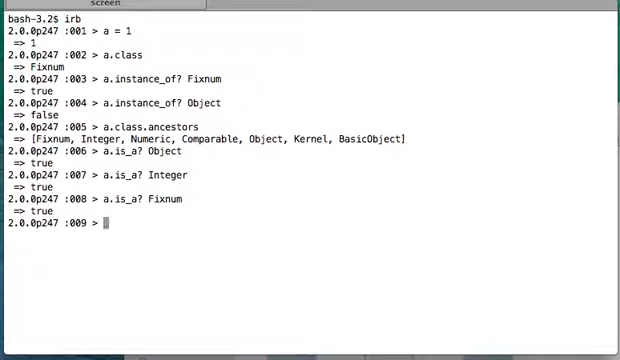 screen
bash-3.2$ irb
2.0.0p247 :001 > a = 1
=> 1
2.0.0p247 :002 > a.class
=> Fixnum
2.0.0p247 :003 > a.instance_of? Fixnum
=> true
2.0.0p247 :004 > a.instance_of? Object
=> false
2.0.0p247 :005 > a.class.ancestors
=> [Fixnum, Integer, Numeric, Comparable, Object, Kernel, BasicObject]
2.0.0p247 :006 > a.is_a? Object
=> true
2.0.0p247 :007 > a.is_a? Integer
=> true
2.0.0p247 :008 > a.is_a? Fixnum
=> true
2.0.0p247 :009 >